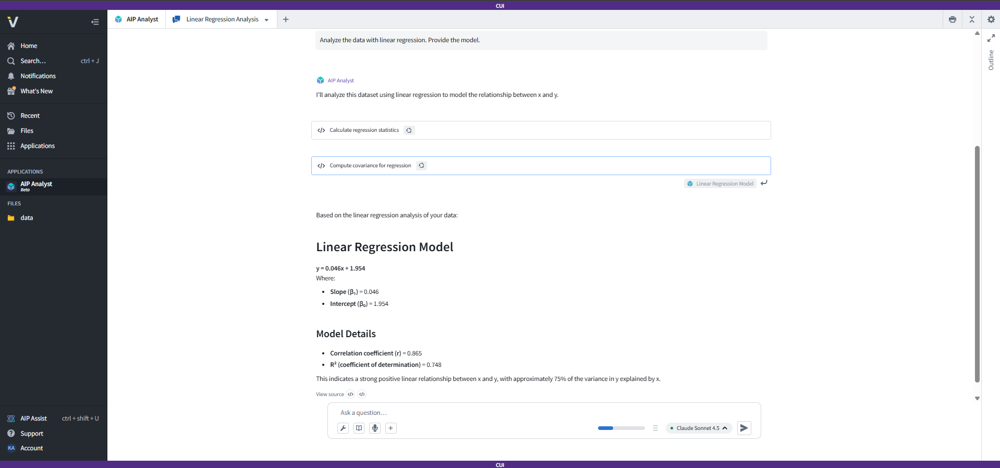 CUI
AIP Analyst
Linear Regression Analysis
Home
Search... ctrl + J
Notifications
What's New
Recent
Files
Applications
APPLICATIONS
AIP Analyst
Beta
FILES
data
AIP Assist ctrl + shift + U
Support
KA Account
Outline
Analyze the data with linear regression. Provide the model.
AIP Analyst
I'll analyze this dataset using linear regression to model the relationship between x and y.
</> Calculate regression statistics
</> Compute covariance for regression
Linear Regression Model
Based on the linear regression analysis of your data:
Linear Regression Model
y = 0.046x + 1.954
Where:
• Slope (β₁) = 0.046
• Intercept (β₀) = 1.954
Model Details
• Correlation coefficient (r) = 0.865
• R² (coefficient of determination) = 0.748
This indicates a strong positive linear relationship between x and y, with approximately 75% of the variance in y explained by x.
View source </> </>
Ask a question...
Claude Sonnet 4.5
CUI